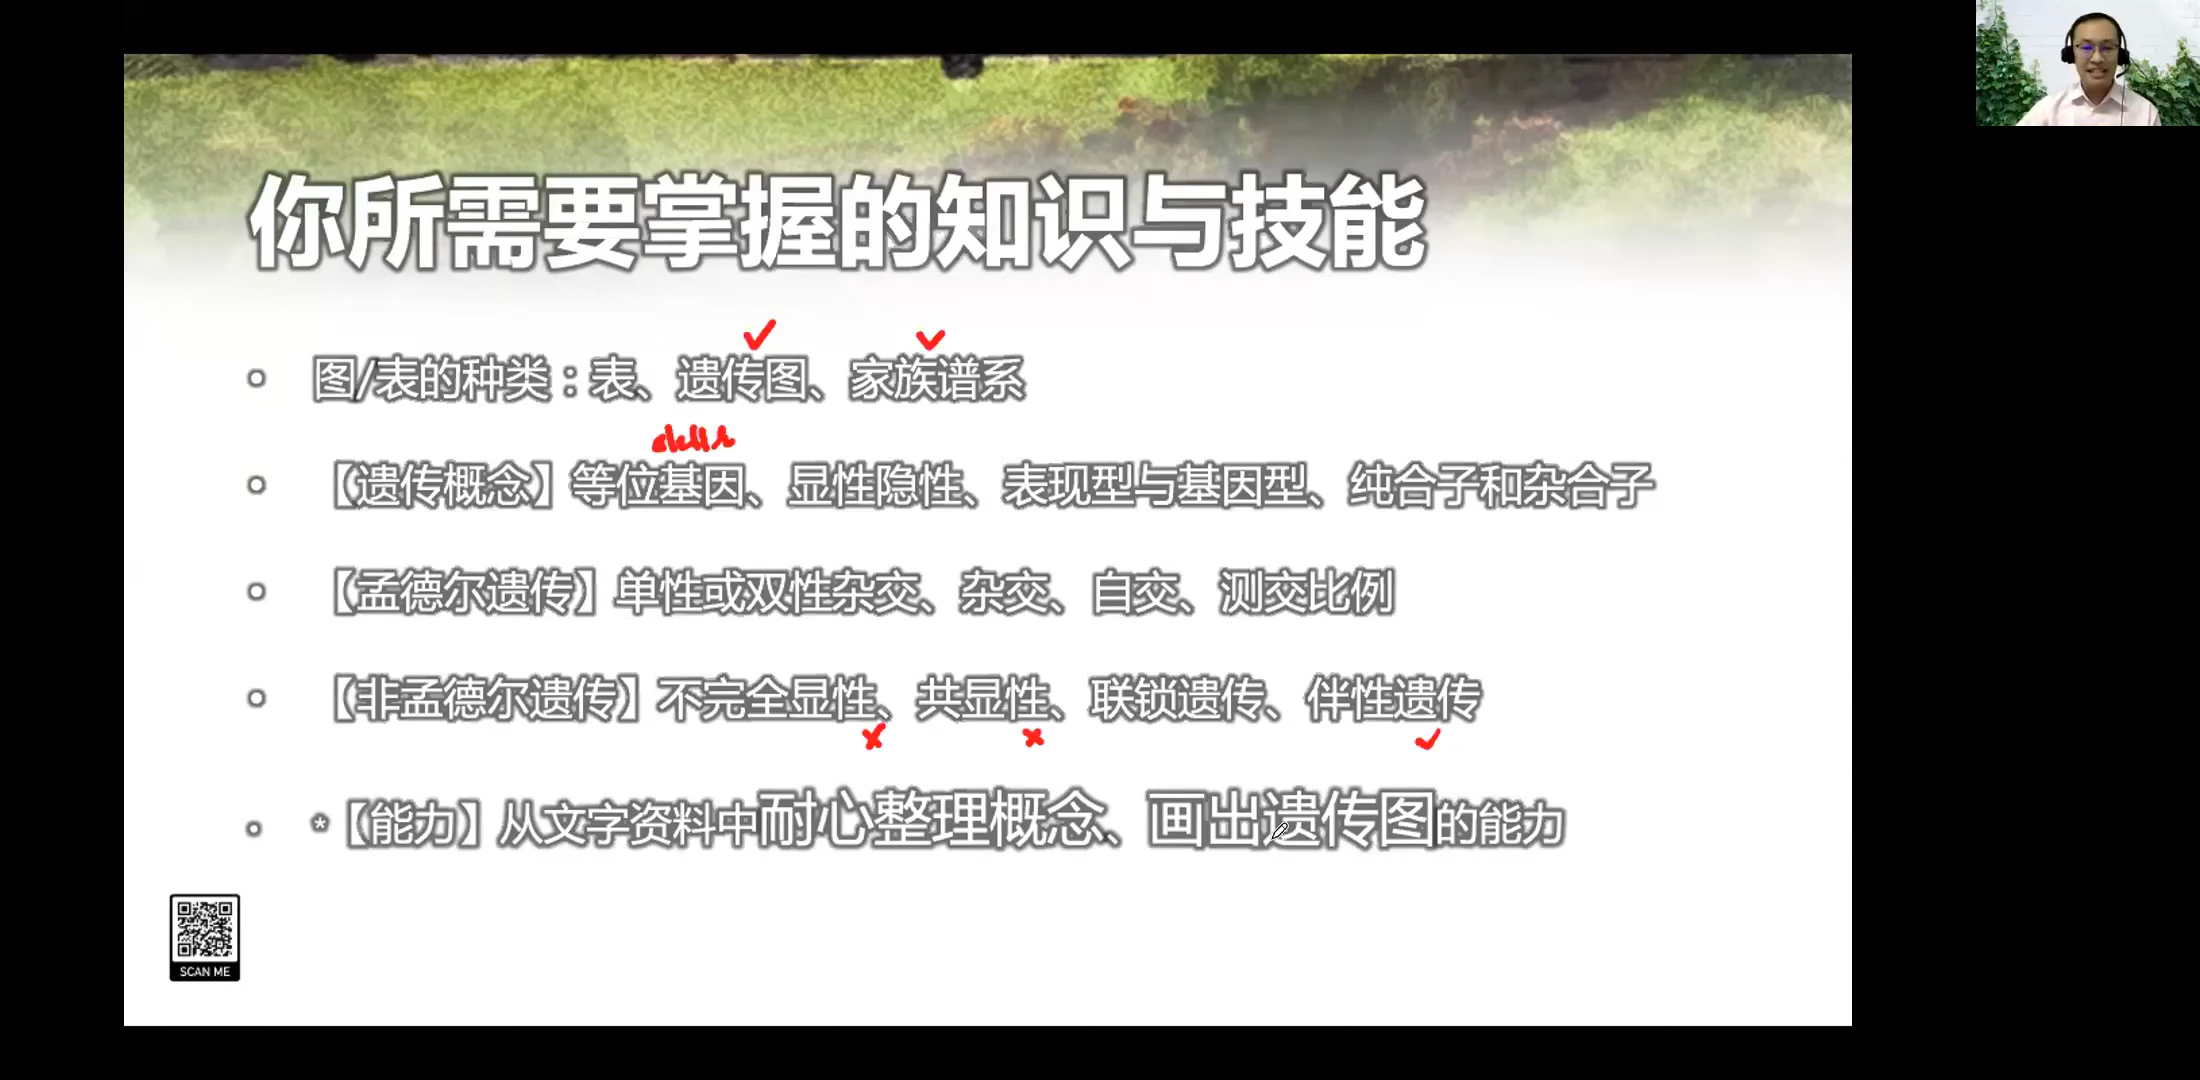 你所需要掌握的知识与技能
图/表的种类：表、遗传图、家族谱系
【遗传概念】等位基因、显性隐性、表现型与基因型、纯合子和杂合子
【孟德尔遗传】单性或双性杂交、杂交、自交、测交比例
【非孟德尔遗传】不完全显性、共显性、联锁遗传、伴性遗传
*【能力】从文字资料中耐心整理概念、画出遗传图的能力
SCAN ME